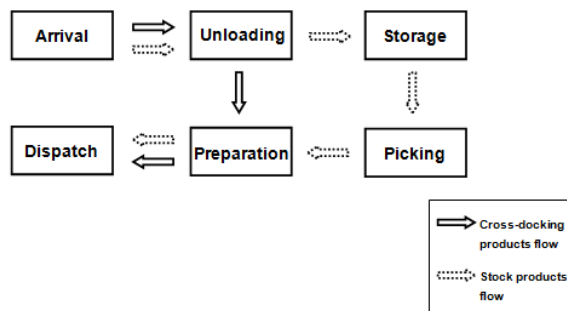 Arrival
Unloading
Storage
Dispatch
Preparation
Picking
Cross-docking
products flow
Stock products
flow